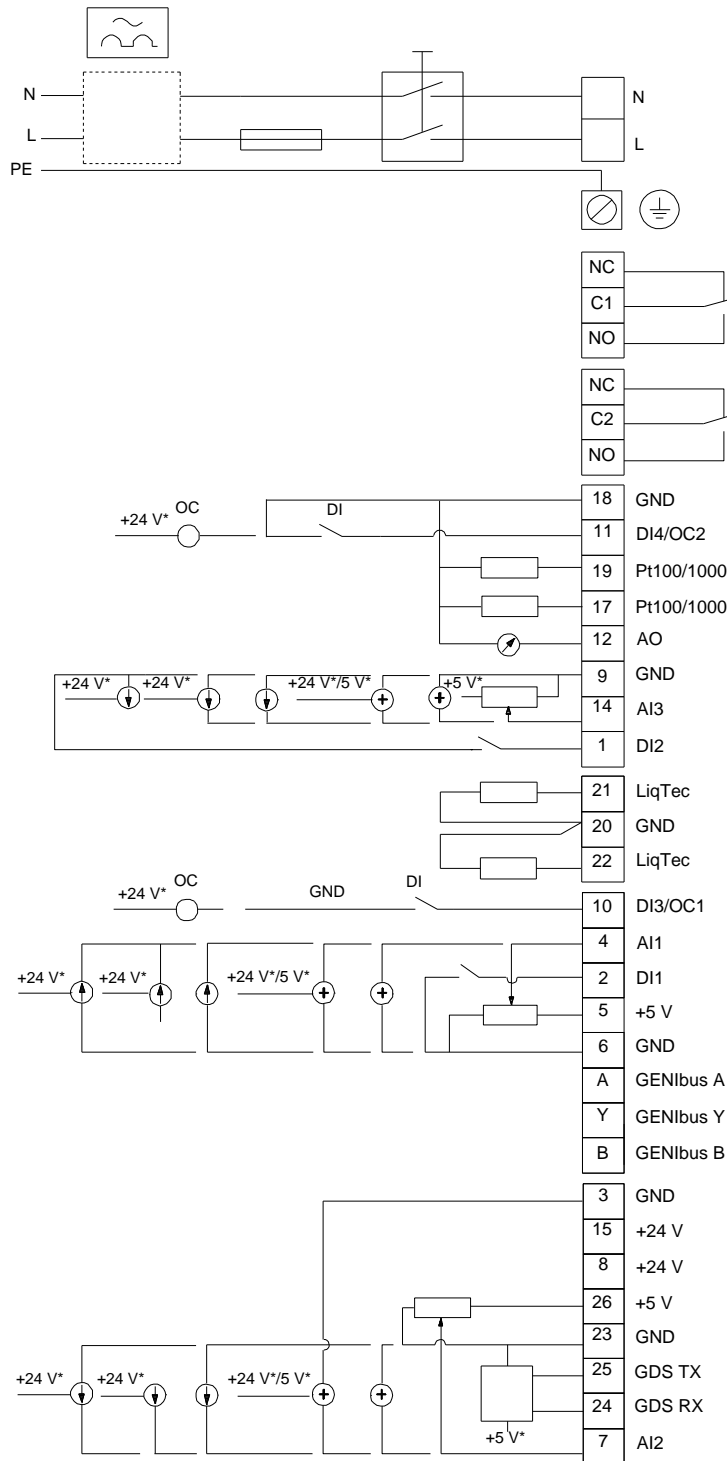 N N
L L
PE
NC
C1
NO
NC
C2
NO
18 GND
+24 V* OC DI 11 DI4/OC2
19 Pt100/1000
17 Pt100/1000
12 AO
9 GND
+24 V* +24 V* +24 V*/5 V* +5 V*
14 AI3
1 DI2
21 LiqTec
20 GND
22 LiqTec
+24 V* OC GND DI 10 DI3/OC1
4 AI1
+24 V* +24 V* +24 V*/5 V* 2 DI1
5 +5 V
6 GND
A GENIbus A
Y GENIbus Y
B GENIbus B
3 GND
15 +24 V
8 +24 V
26 +5 V
23 GND
25 GDS TX
+24 V* +24 V* +24 V*/5 V*
24 GDS RX
+5 V*
7 AI2